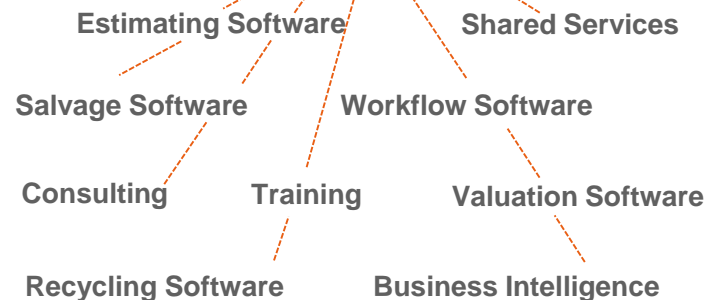 Estimating Software Shared Services
Salvage Software Workflow Software
Consulting Training Valuation Software
Recycling Software Business Intelligence